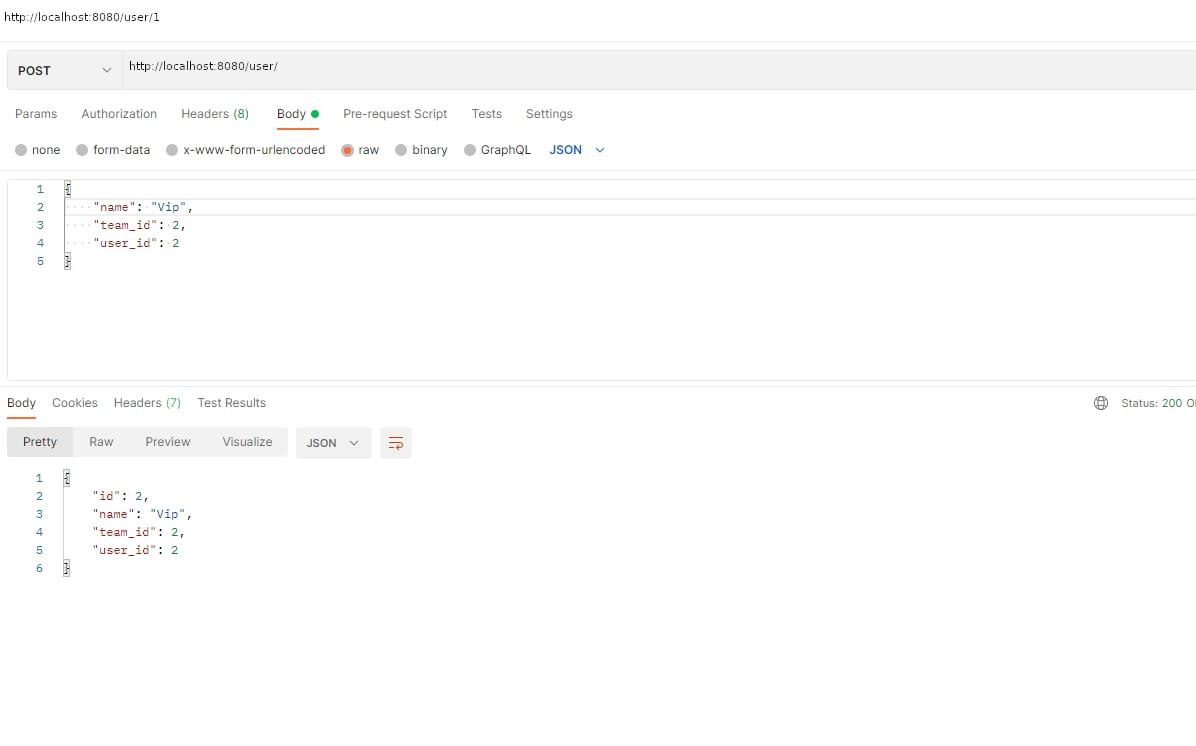 http://localhost:8080/user/1
POST http://localhost:8080/user/
Params Authorization Headers (8) Body Pre-request Script Tests Settings
none form-data x-www-form-urlencoded raw binary GraphQL JSON
1 {
2 "name": "Vip",
3 "team_id": 2,
4 "user_id": 2
5 }
Body Cookies Headers (7) Test Results Status: 200 O
Pretty Raw Preview Visualize JSON
1 {
2 "id": 2,
3 "name": "Vip",
4 "team_id": 2,
5 "user_id": 2
6 }